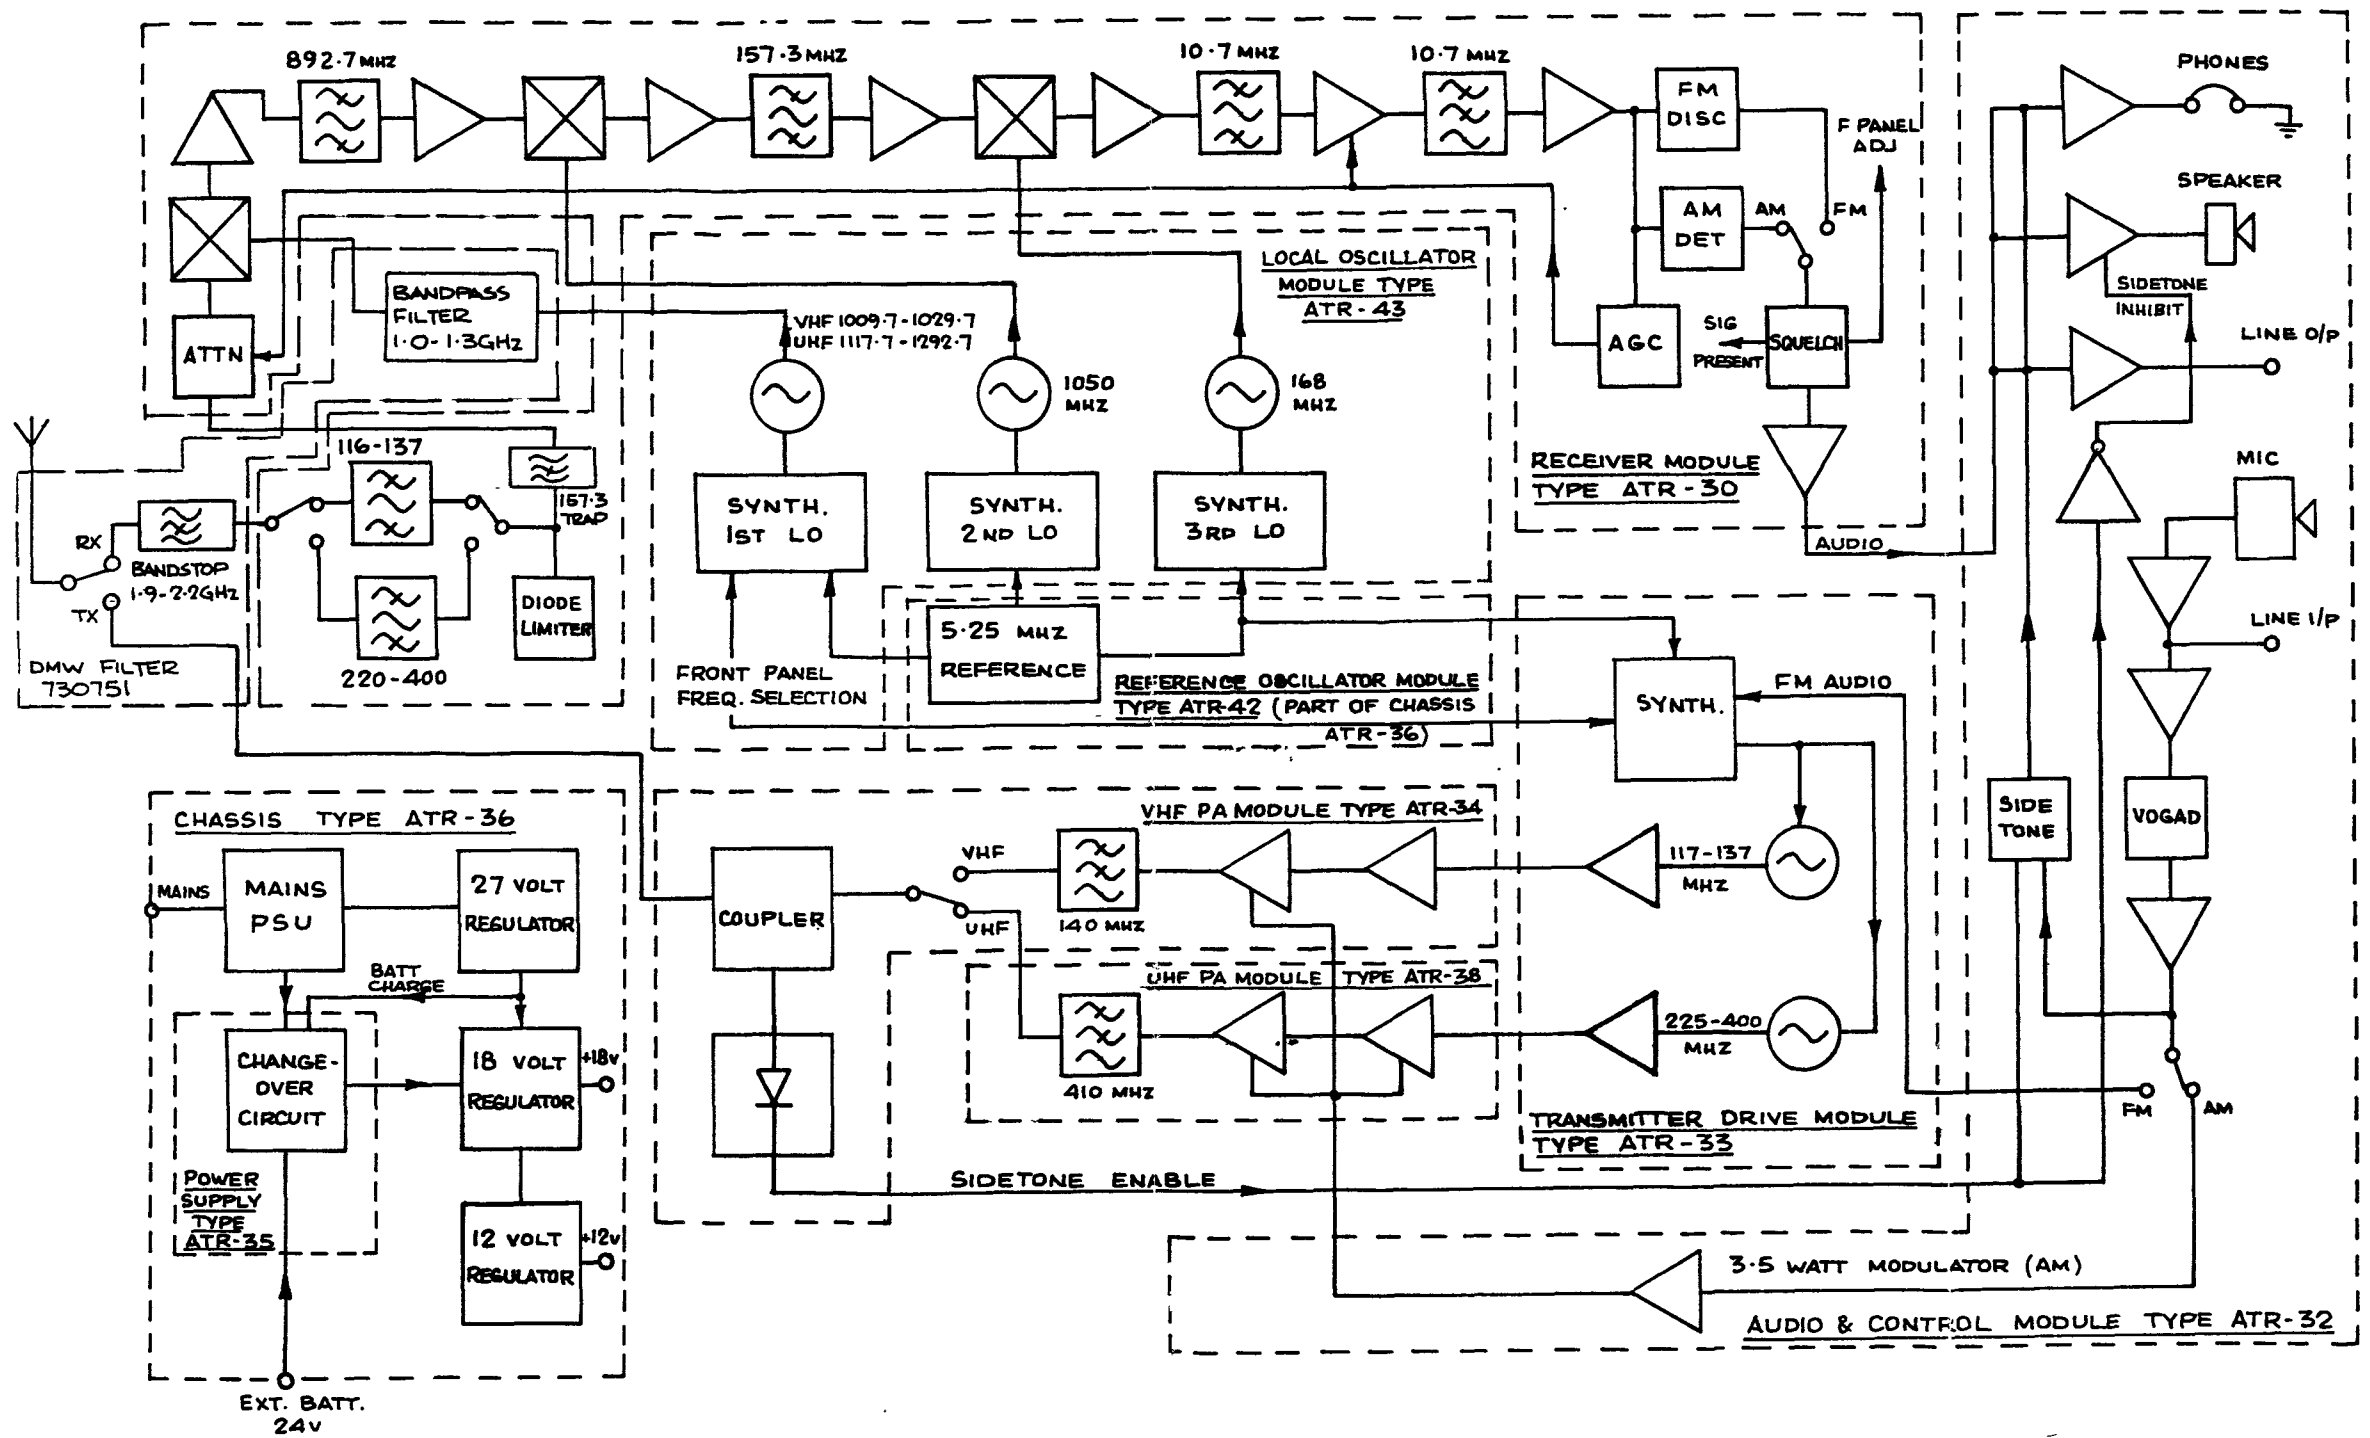 892.7 MHZ
157.3 MHZ
10.7 MHZ
10.7 MHZ
FM
DISC
F PANEL
ADJ
PHONES
AM
DET
AM
FM
SPEAKER
ATTN
BANDPASS
FILTER
1.0-1.3GHZ
VHF 1009.7-1029.7
UHF 1117.7-1292.7
LOCAL OSCILLATOR
MODULE TYPE
ATR-43
AGC
SIG
PRESENT
SQUELCH
SIDETONE
INHIBIT
LINE O/P
1050
MHZ
168
MHZ
116-137
157.3
TRAP
SYNTH.
1ST LO
SYNTH.
2ND LO
SYNTH.
3RD LO
RECEIVER MODULE
TYPE ATR-30
AUDIO
MIC
LINE I/P
RX
TX
BANDSTOP
1.9-2.2GHZ
DMW FILTER
730751
220-400
DIODE
LIMITER
FRONT PANEL
FREQ. SELECTION
5.25 MHZ
REFERENCE
REFERENCE OSCILLATOR MODULE
TYPE ATR-42 (PART OF CHASSIS
ATR-36)
SYNTH.
FM AUDIO
CHASSIS TYPE ATR-36
MAINS
MAINS
PSU
27 VOLT
REGULATOR
BATT
CHARGE
CHANGE-
OVER
CIRCUIT
18 VOLT
REGULATOR
+18V
POWER
SUPPLY
TYPE
ATR-35
12 VOLT
REGULATOR
+12V
EXT. BATT.
24V
COUPLER
VHF
UHF
VHF PA MODULE TYPE ATR-34
140 MHZ
UHF PA MODULE TYPE ATR-38
410 MHZ
117-137
MHZ
225-400
MHZ
TRANSMITTER DRIVE MODULE
TYPE ATR-33
SIDETONE ENABLE
SIDE
TONE
VOGAD
FM
AM
3.5 WATT MODULATOR (AM)
AUDIO & CONTROL MODULE TYPE ATR-32